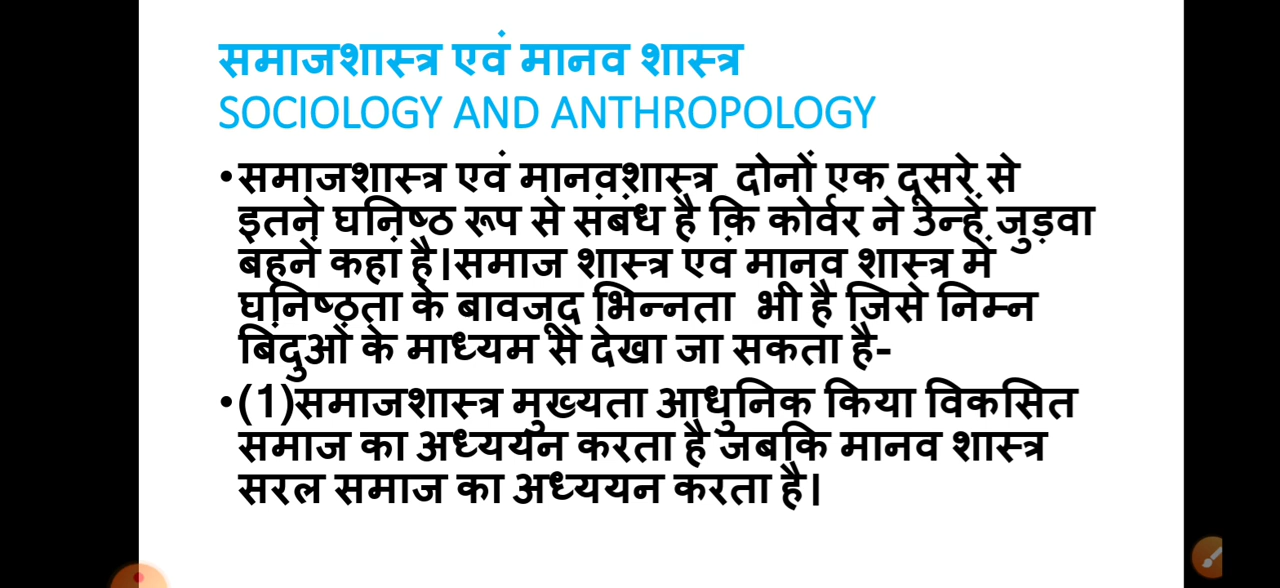 समाजशास्त्र एवं मानव शास्त्र
SOCIOLOGY AND ANTHROPOLOGY
•समाजशास्त्र एवं मानवशास्त्र दोनों एक दूसरे से
इतने घनिष्ठ रूप से संबंध है कि कोर्वर ने उन्हें जुड़वा
बहनें कहा है।समाज शास्त्र एवं मानव शास्त्र में
घनिष्ठता के बावजूद भिन्नता भी है जिसे निम्न
बिंदुओं के माध्यम से देखा जा सकता है-
•(1)समाजशास्त्र मुख्यता आधुनिक किया विकसित
समाज का अध्ययन करता है जबकि मानव शास्त्र
सरल समाज का अध्ययन करता है।